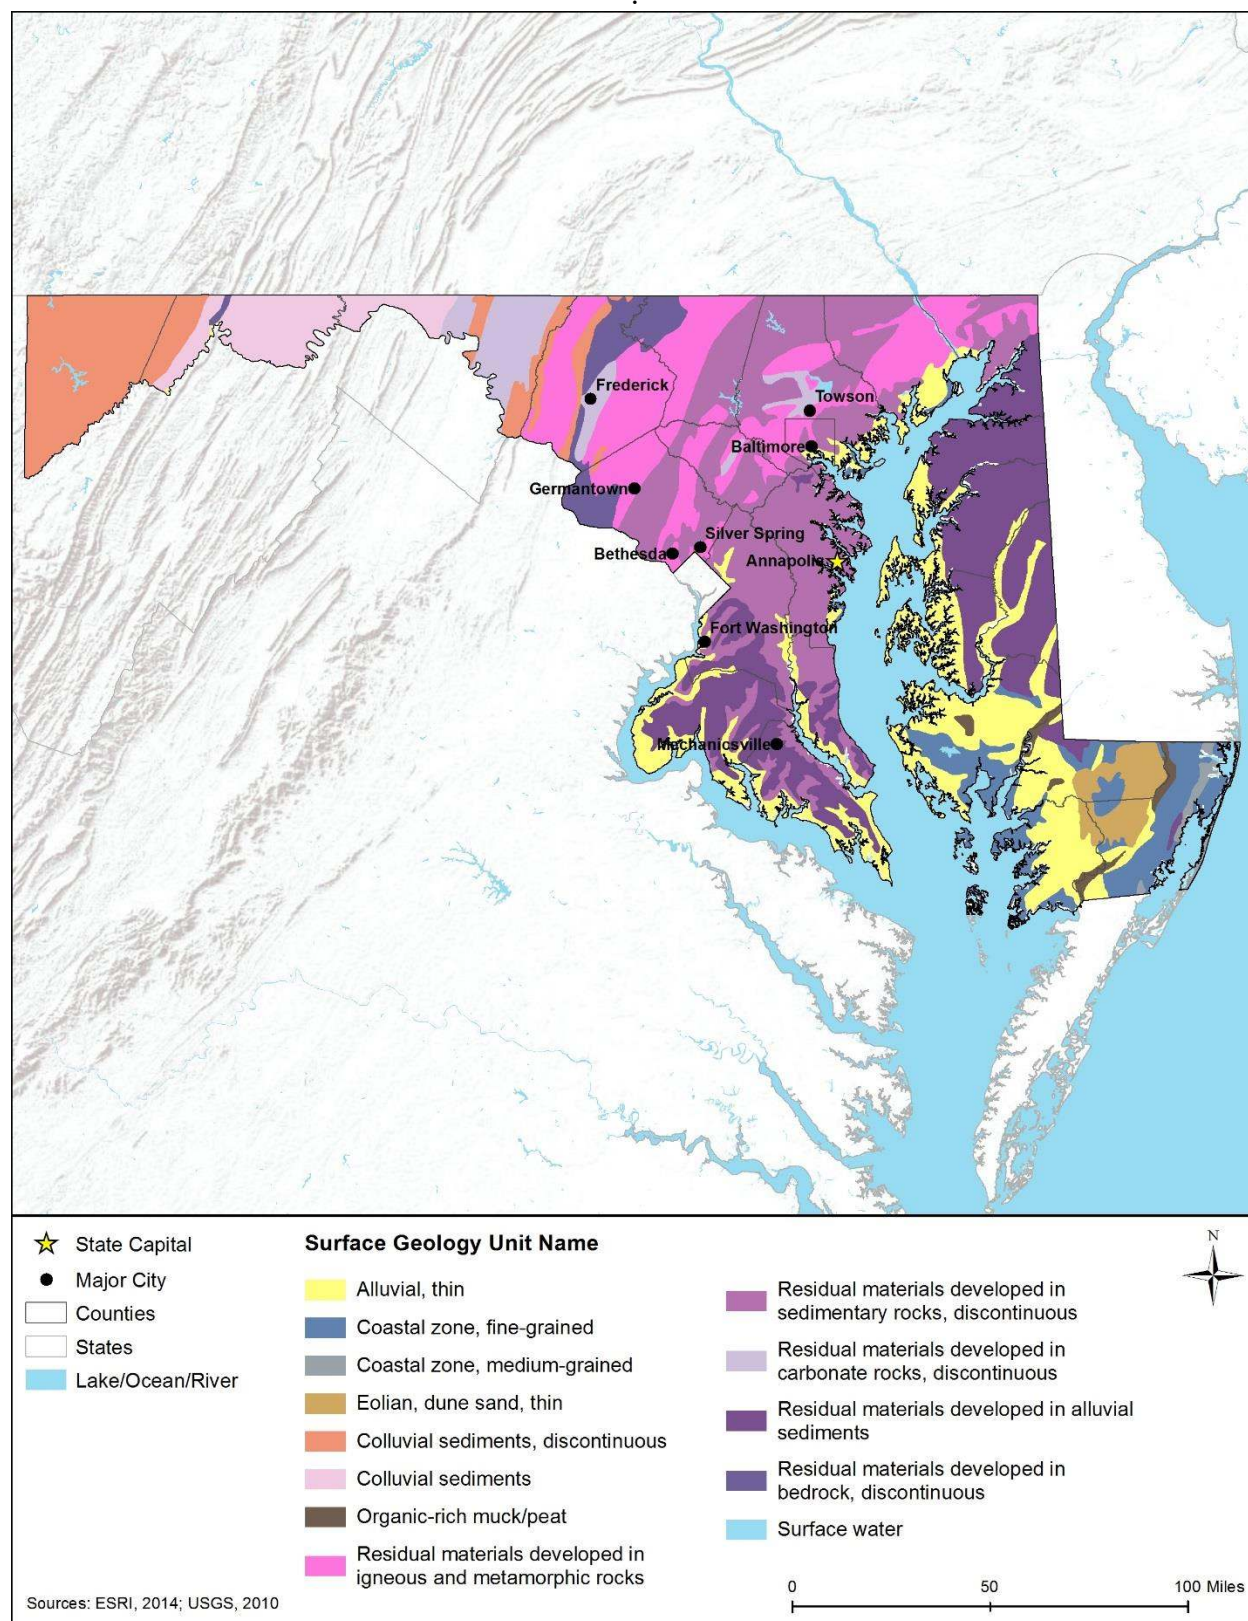 Frederick
Towson
Baltimore
Germantown
Silver Spring
Bethesda
Annapolis
Fort Washington
Mechanicsville
State Capital
Major City
Counties
States
Lake/Ocean/River
Sources: ESRI, 2014; USGS, 2010
Surface Geology Unit Name
Alluvial, thin
Coastal zone, fine-grained
Coastal zone, medium-grained
Eolian, dune sand, thin
Colluvial sediments, discontinuous
Colluvial sediments
Organic-rich muck/peat
Residual materials developed in
igneous and metamorphic rocks
Residual materials developed in
sedimentary rocks, discontinuous
Residual materials developed in
carbonate rocks, discontinuous
Residual materials developed in alluvial
sediments
Residual materials developed in
bedrock, discontinuous
Surface water
N
0 50 100 Miles